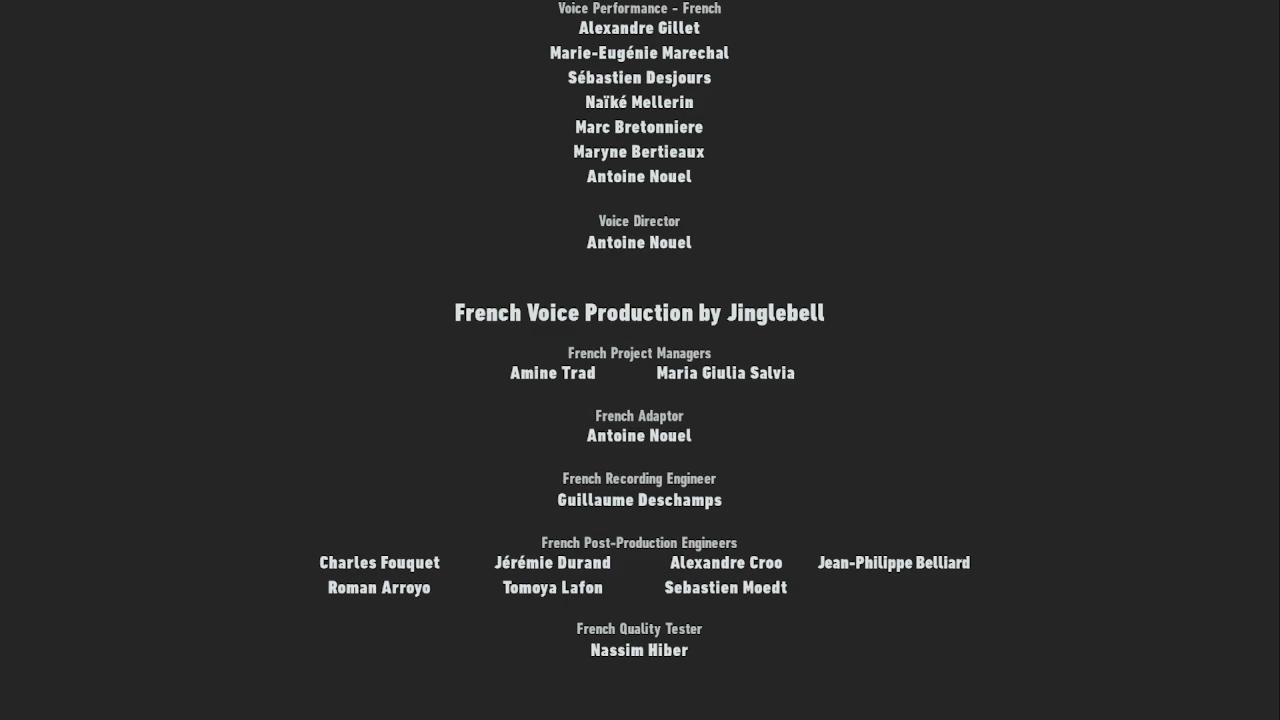 Voice Performance - French
Alexandre Gillet
Marie-Eugénie Marechal
Sébastien Desjours
Naïké Mellerin
Marc Bretonniere
Maryne Bertieaux
Antoine Nouel
Voice Director
Antoine Nouel
French Voice Production by Jinglebell
French Project Managers
Amine Trad Maria Giulia Salvia
French Adaptor
Antoine Nouel
French Recording Engineer
Guillaume Deschamps
French Post-Production Engineers
Charles Fouquet Jérémie Durand Alexandre Croo Jean-Philippe Belliard
Roman Arroyo Tomoya Lafon Sebastien Moedt
French Quality Tester
Nassim Hiber